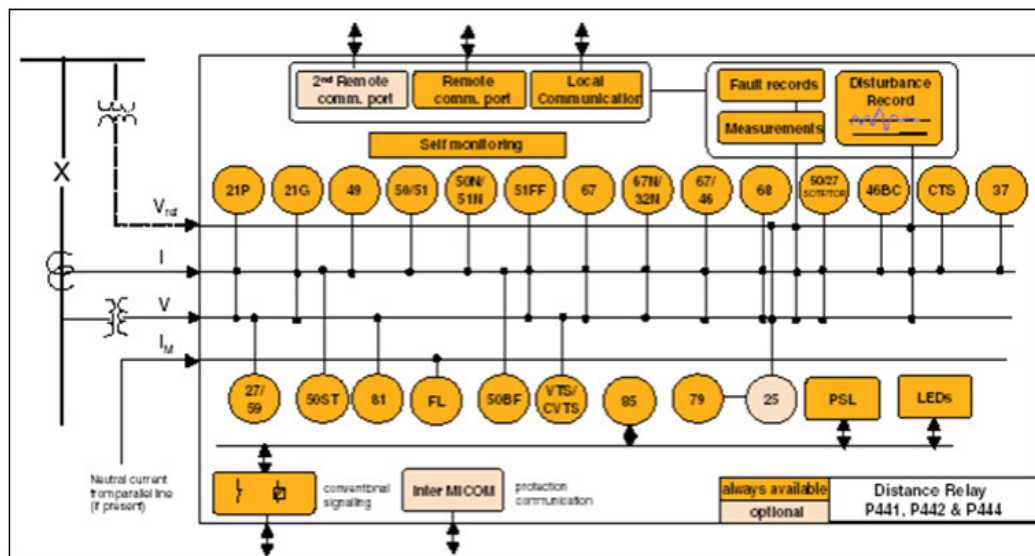 2nd Remote
comm. port
Remote
comm. port
Local
Communication
Fault records
Measurements
Disturbance
Record
Self monitoring
21P
21G
49
50/51
50N/
51N
51FF
67
67N/
32N
67/
46
68
50/27
SOTF/TOR
46BC
CTS
37
X
Vref
I
V
IM
27/
59
50ST
81
FL
50BF
VTS/
CVTS
85
79
25
PSL
LEDs
Neutral current
from parallel line
(if present)
conventional
signalling
Inter MICOM
protection
communication
always available
optional
Distance Relay
P441, P442 & P444